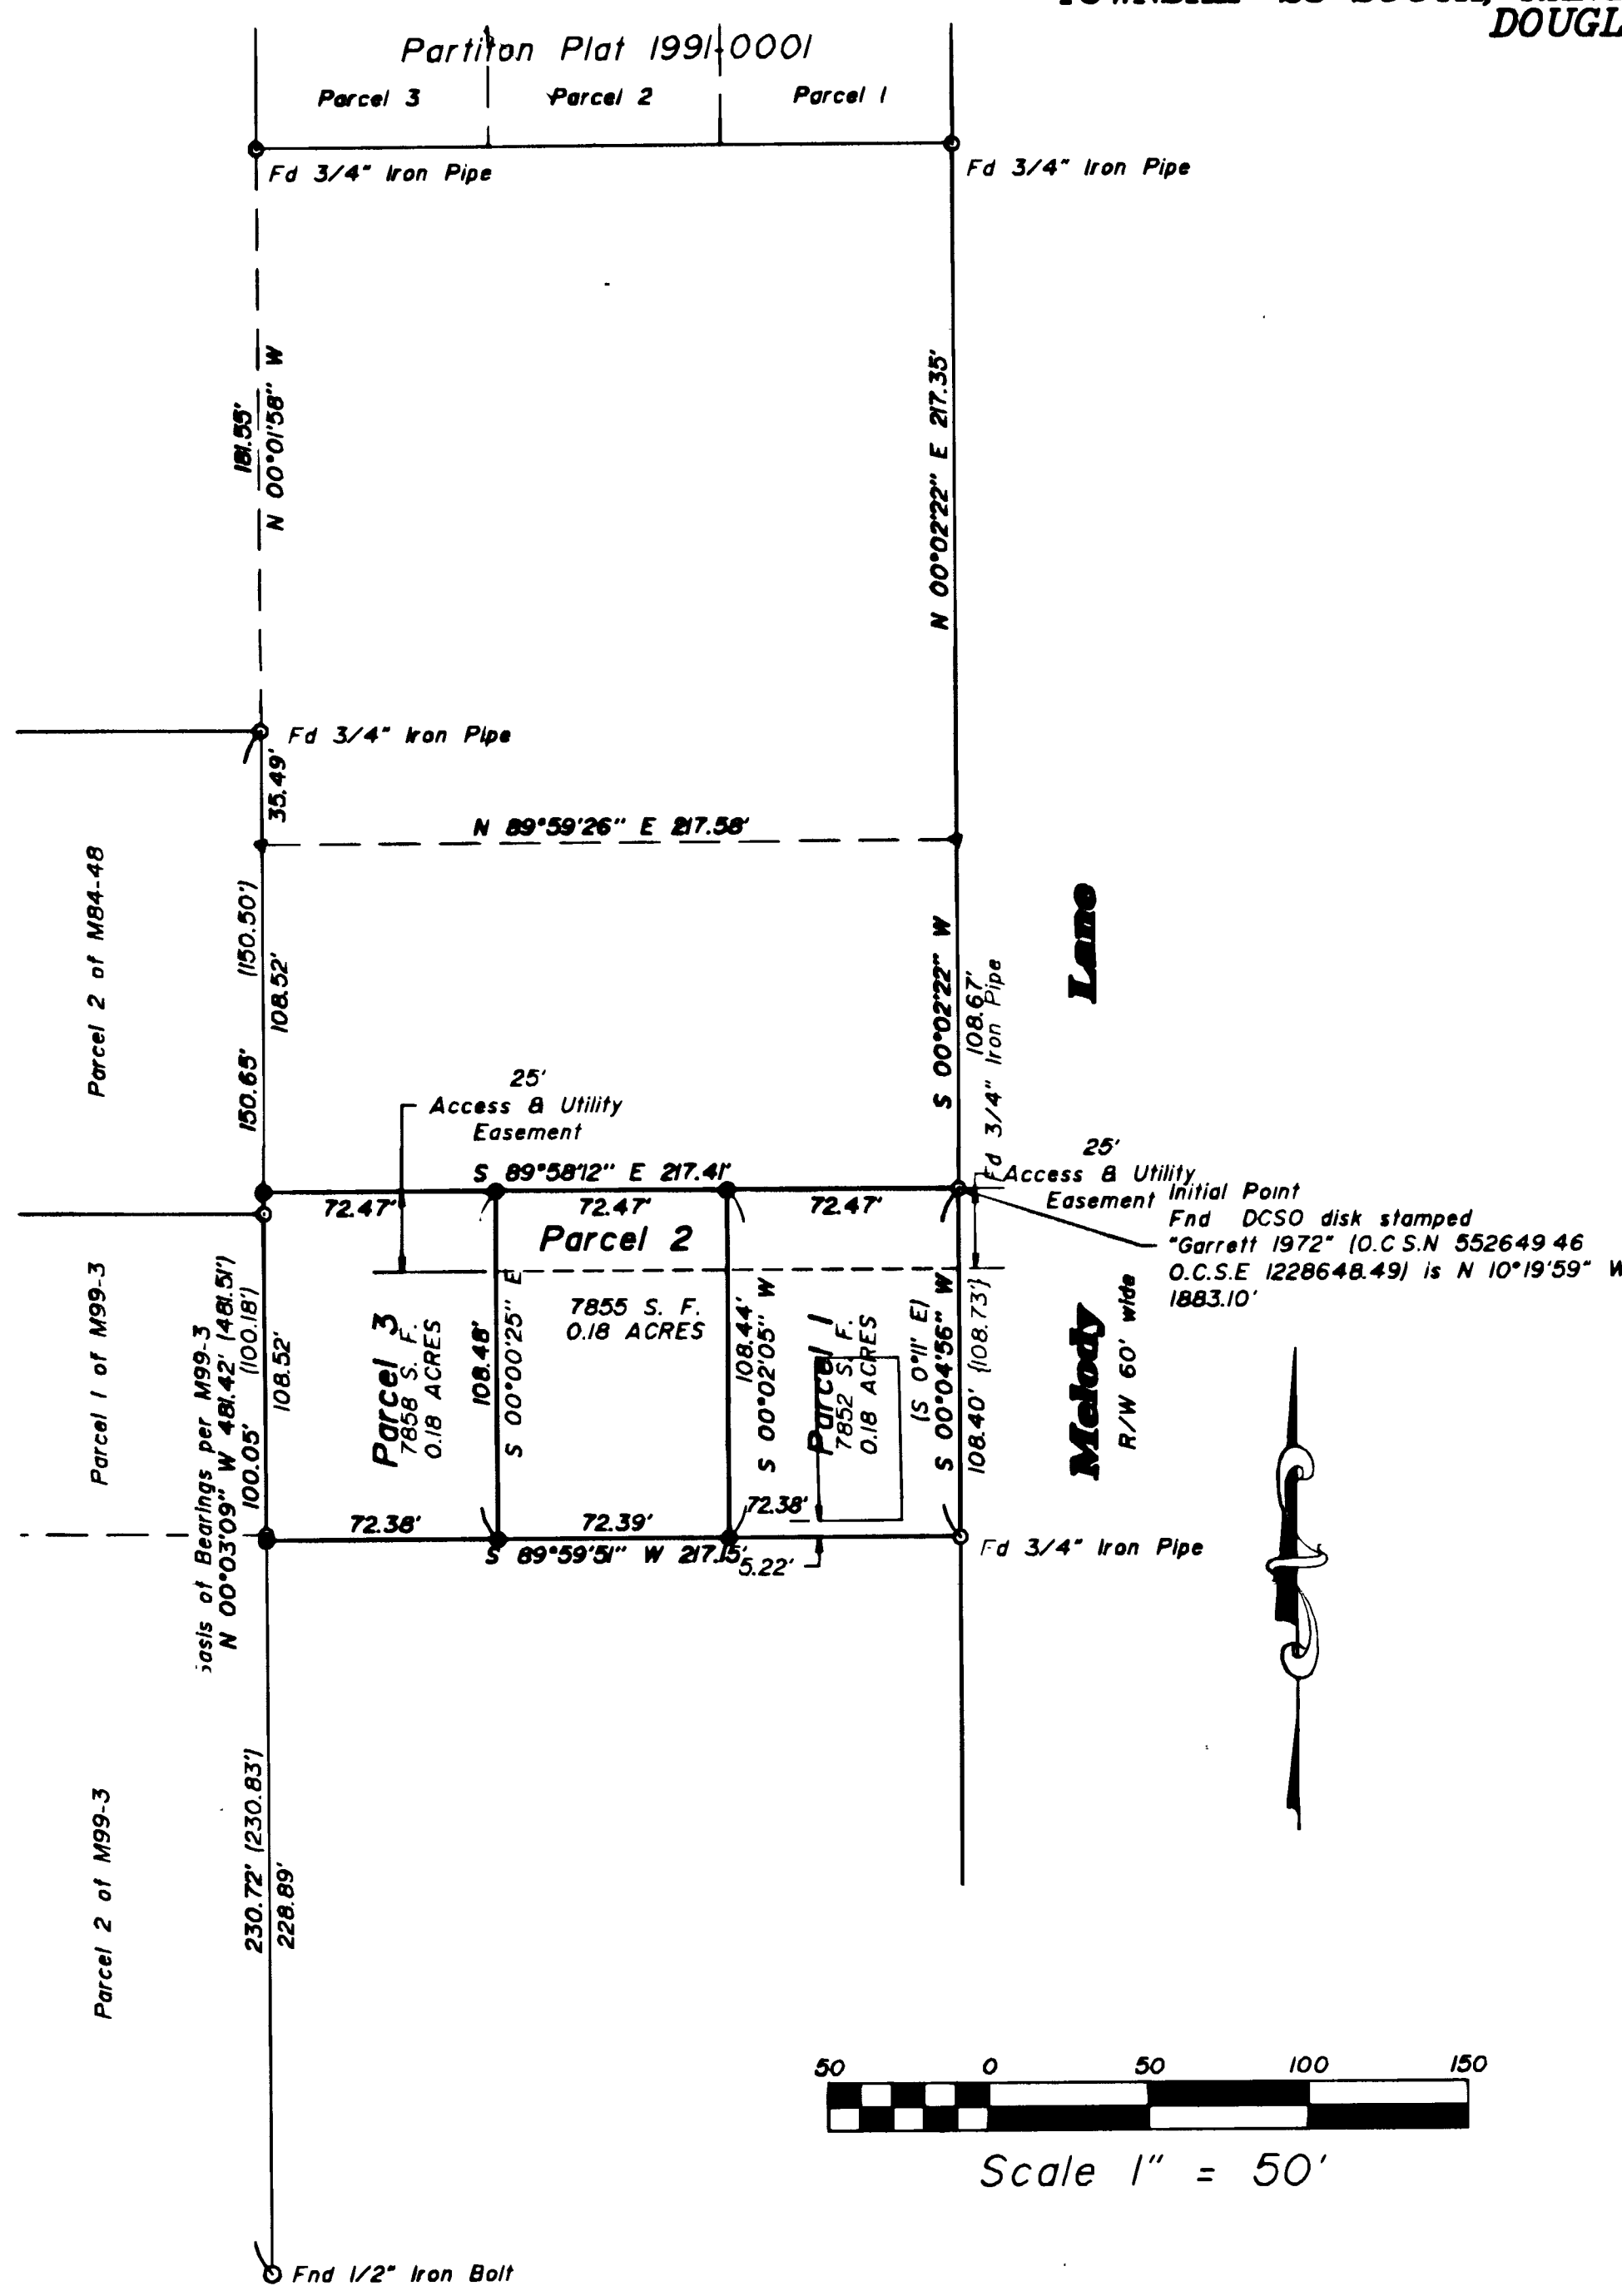 DOUGL
Partiton Plat 1991-0001
Parcel 3
Parcel 2
Parcel 1
Fd 3/4" Iron Pipe
Fd 3/4" Iron Pipe
181.55'
N 00°01'58" W
N 00°02'22" E 217.35'
Fd 3/4" Iron Pipe
35.49'
N 89°59'26" E 217.58'
Parcel 2 of M84-48
(150.50')
150.65'
108.52'
S 00°02'22" W
108.67'
Fd 3/4" Iron Pipe
Lane
25'
Access & Utility
Easement
25'
Access & Utility
Easement
S 89°58'12" E 217.41'
72.47'
72.47'
72.47'
Initial Point
Fnd DCSO disk stamped
"Garrett 1972" (O.C.S.N 552649 46
O.C.S.E 1228648.49) is N 10°19'59" W
1883.10'
Parcel 2
7855 S. F.
0.18 ACRES
Parcel 1 of M99-3
asis of Bearings per M99-3
N 00°03'09" W 481.42' (481.51')
100.05' (100.18')
108.52'
Parcel 3
7858 S. F.
0.18 ACRES
108.48'
S 00°00'25" E
108.44'
S 00°02'05" W
Parcel 1
7852 S. F.
0.18 ACRES
(S 0°11' E)
S 00°04'56" W
108.40' {108.73'}
Melody
R/W 60' wide
72.38'
72.39'
72.38'
S 89°59'51" W 217.15'
5.22'
Fd 3/4" Iron Pipe
Parcel 2 of M99-3
230.72' (230.83')
228.89'
50 0 50 100 150
Scale 1" = 50'
Fnd 1/2" Iron Bolt